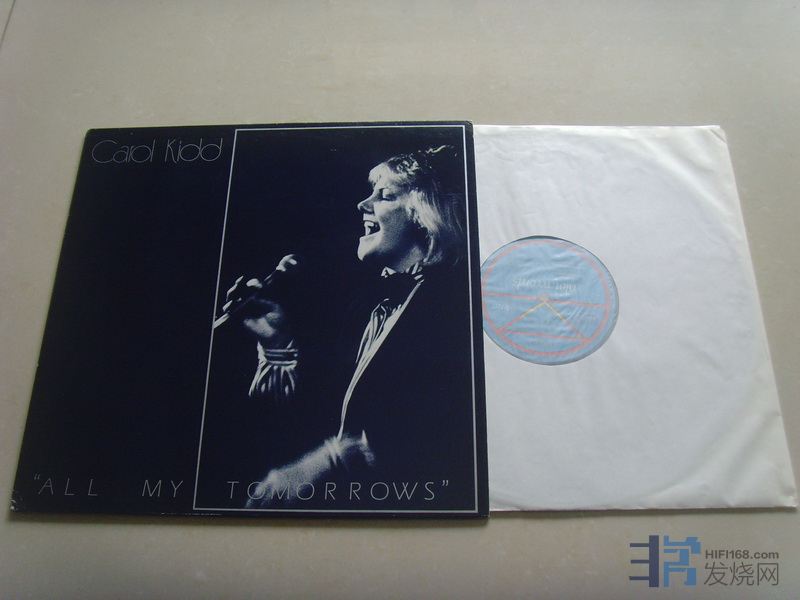 Carol Kidd
"ALL MY TOMORROWS"
HIFI168.com
发烧网